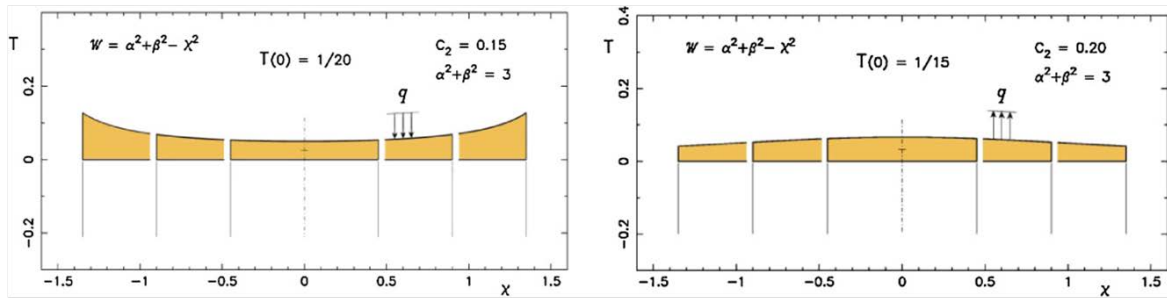 T
𝒲 = α²+β²− χ²
T(0) = 1/20
C₂ = 0.15
α²+β² = 3
q
0.2
0
−0.2
−1.5 −1 −0.5 0 0.5 1 1.5
χ
0.4
T
𝒲 = α²+β²− χ²
T(0) = 1/15
C₂ = 0.20
α²+β² = 3
q
0.2
0
−0.2
−1.5 −1 −0.5 0 0.5 1 1.5
χ